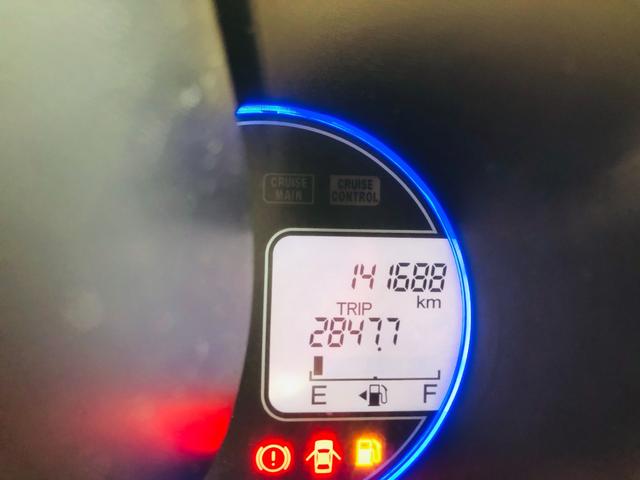 CRUISE MAIN
CRUISE CONTROL
141688
km
TRIP
2847.7
E F